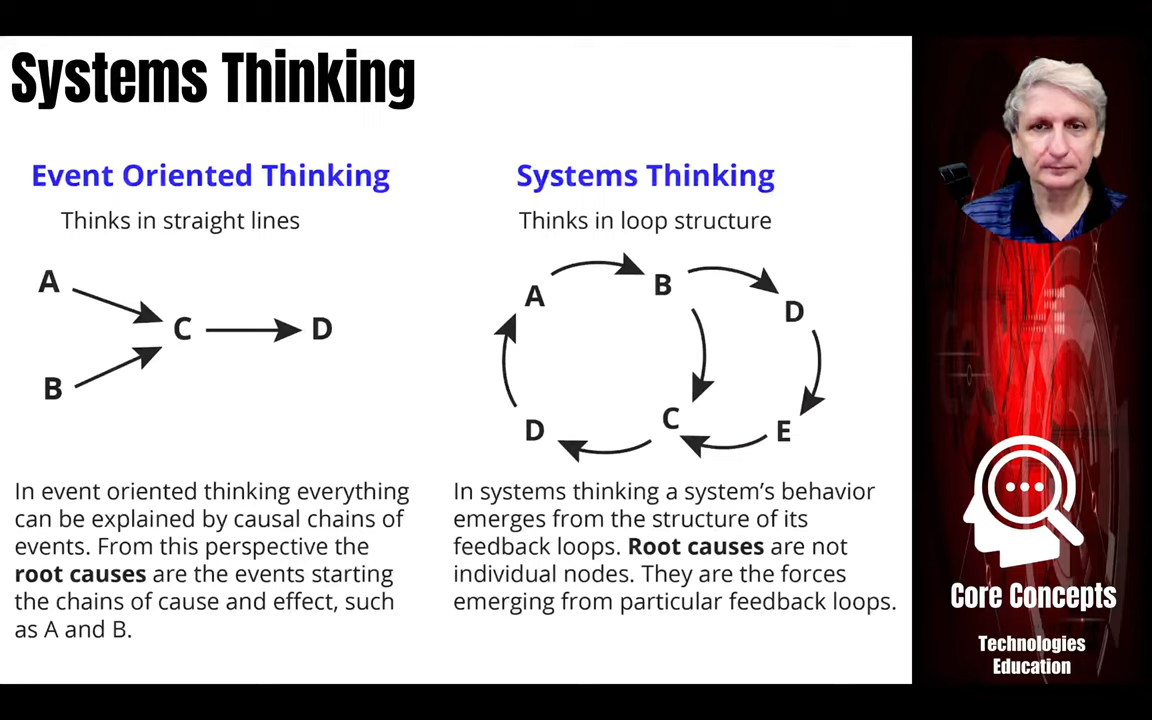 Systems Thinking
Event Oriented Thinking
Thinks in straight lines
A
C
D
B
In event oriented thinking everything
can be explained by causal chains of
events. From this perspective the
root causes are the events starting
the chains of cause and effect, such
as A and B.
Systems Thinking
Thinks in loop structure
A
B
D
D
C
E
In systems thinking a system’s behavior
emerges from the structure of its
feedback loops. Root causes are not
individual nodes. They are the forces
emerging from particular feedback loops.
Core Concepts
Technologies
Education